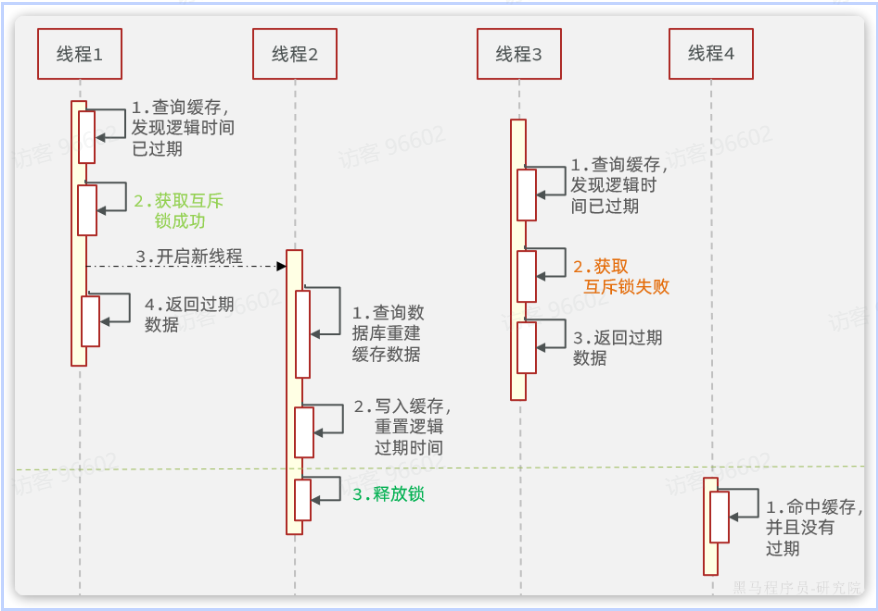 线程1
线程2
线程3
线程4
1.查询缓存,
发现逻辑时间
已过期
2.获取互斥
锁成功
3.开启新线程
4.返回过期
数据
1.查询数
据库重建
缓存数据
2.写入缓存,
重置逻辑
过期时间
3.释放锁
1.查询缓存,
发现逻辑时
间已过期
2.获取
互斥锁失败
3.返回过期
数据
1.命中缓存,
并且没有
过期
访客 96602
访客 96602
访客 96602
访客 96602
访客 96602
访客
访客 96602
访客 96602
访客 96602
黑马程序员-研究院